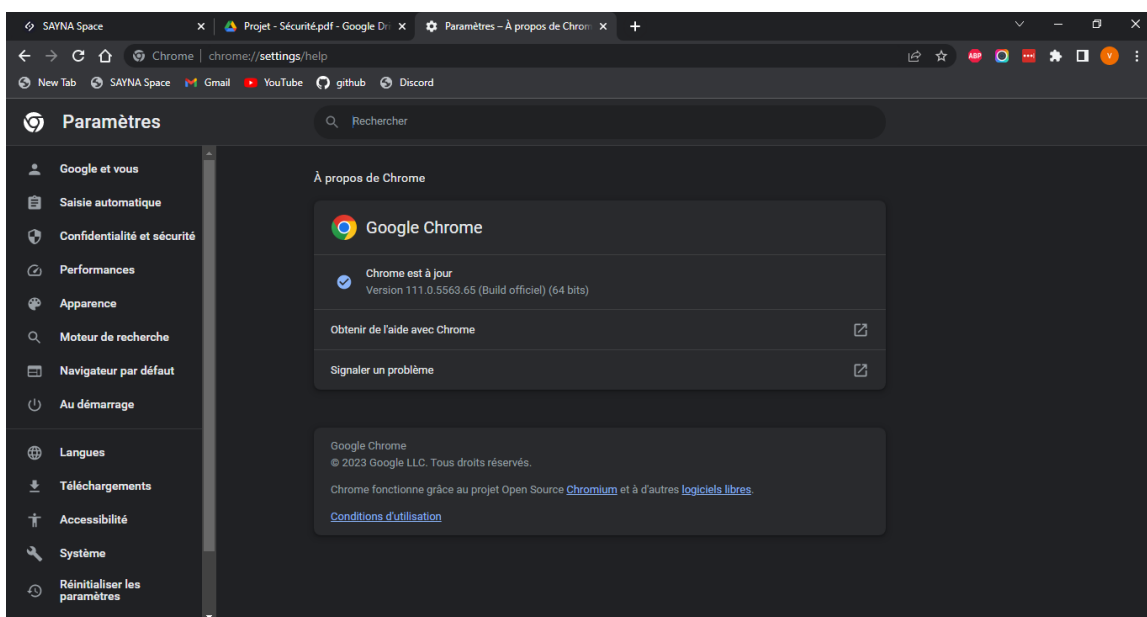 SAYNA Space
Projet - Sécurité.pdf - Google Dri
Paramètres – À propos de Chrom
Chrome | chrome://settings/help
ABP
V
New Tab
SAYNA Space
Gmail
YouTube
github
Discord
Paramètres
Rechercher
Google et vous
Saisie automatique
Confidentialité et sécurité
Performances
Apparence
Moteur de recherche
Navigateur par défaut
Au démarrage
Langues
Téléchargements
Accessibilité
Système
Réinitialiser les
paramètres
À propos de Chrome
Google Chrome
Chrome est à jour
Version 111.0.5563.65 (Build officiel) (64 bits)
Obtenir de l'aide avec Chrome
Signaler un problème
Google Chrome
© 2023 Google LLC. Tous droits réservés.
Chrome fonctionne grâce au projet Open Source Chromium et à d'autres logiciels libres.
Conditions d'utilisation